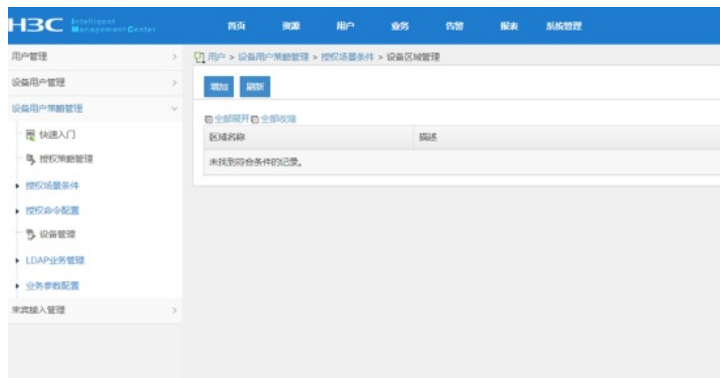 H3C Intelligent Management Center
首页 资源 用户 业务 告警 报表 系统管理
用户管理
设备用户管理
设备用户策略管理
快速入门
授权策略管理
授权场景条件
授权命令配置
设备管理
LDAP业务管理
业务参数配置
来宾接入管理
用户 > 设备用户策略管理 > 授权场景条件 > 设备区域管理
增加 刷新
全部展开 全部收缩
区域名称 描述
未找到符合条件的记录。